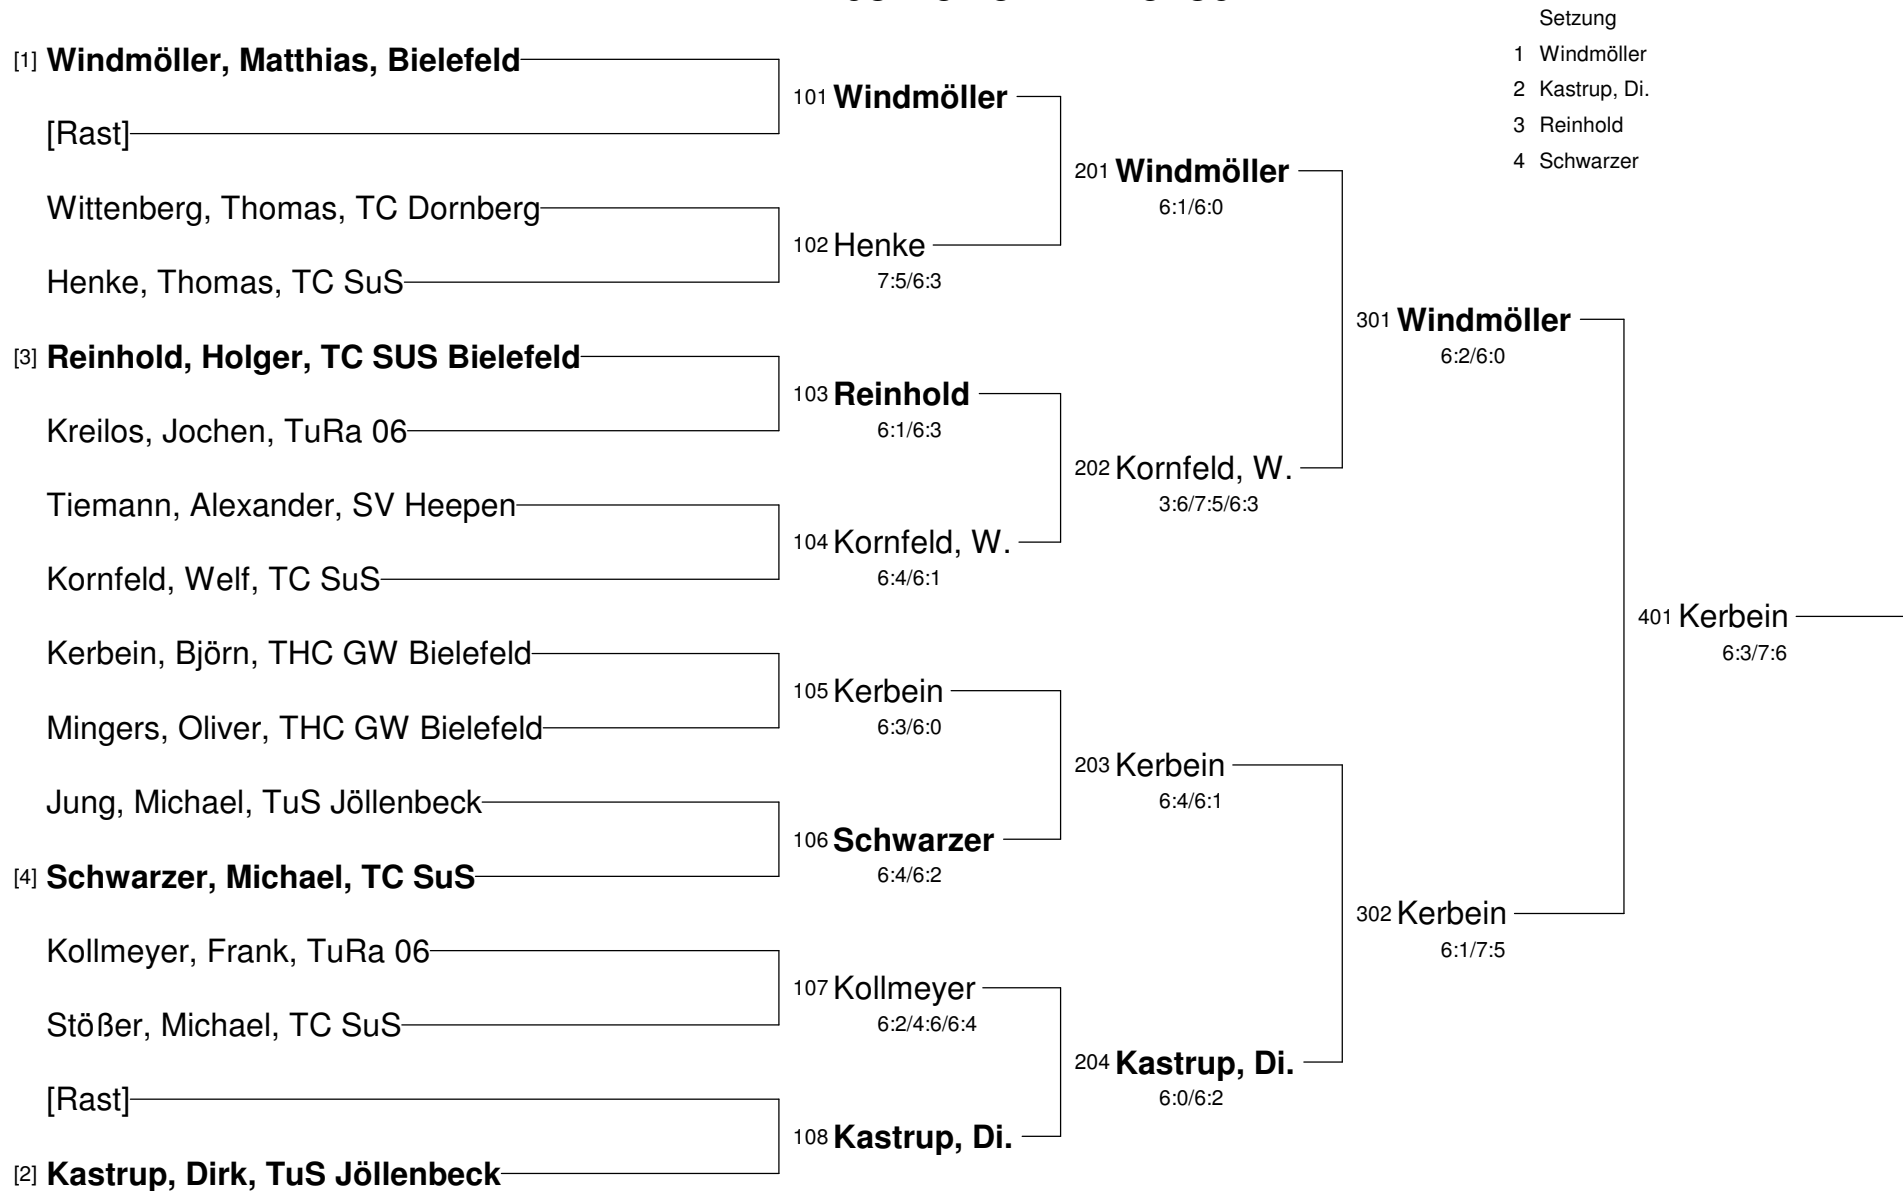 Setzung
1 Windmöller
2 Kastrup, Di.
3 Reinhold
4 Schwarzer
[1] Windmöller, Matthias, Bielefeld
[Rast]
Wittenberg, Thomas, TC Dornberg
Henke, Thomas, TC SuS
[3] Reinhold, Holger, TC SUS Bielefeld
Kreilos, Jochen, TuRa 06
Tiemann, Alexander, SV Heepen
Kornfeld, Welf, TC SuS
Kerbein, Björn, THC GW Bielefeld
Mingers, Oliver, THC GW Bielefeld
Jung, Michael, TuS Jöllenbeck
[4] Schwarzer, Michael, TC SuS
Kollmeyer, Frank, TuRa 06
Stößer, Michael, TC SuS
[Rast]
[2] Kastrup, Dirk, TuS Jöllenbeck
101 Windmöller
102 Henke
7:5/6:3
103 Reinhold
6:1/6:3
104 Kornfeld, W.
6:4/6:1
105 Kerbein
6:3/6:0
106 Schwarzer
6:4/6:2
107 Kollmeyer
6:2/4:6/6:4
108 Kastrup, Di.
201 Windmöller
6:1/6:0
202 Kornfeld, W.
3:6/7:5/6:3
203 Kerbein
6:4/6:1
204 Kastrup, Di.
6:0/6:2
301 Windmöller
6:2/6:0
302 Kerbein
6:1/7:5
401 Kerbein
6:3/7:6